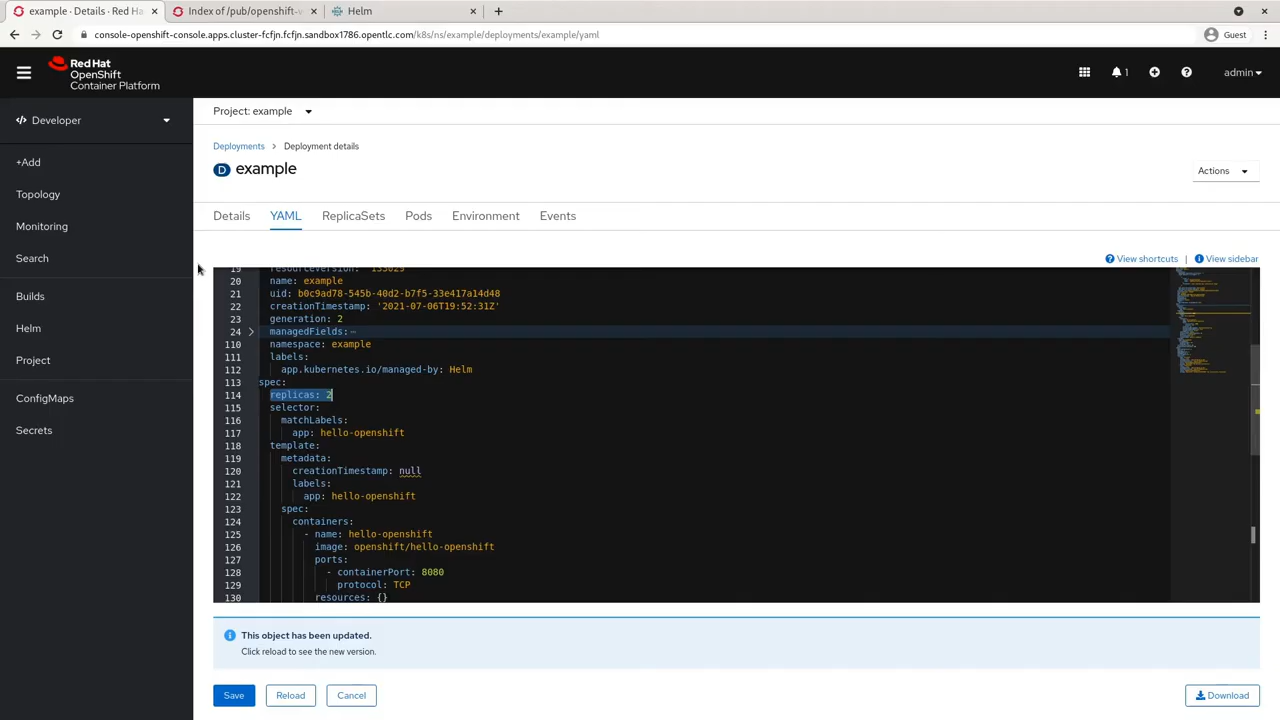 example · Details · Red Ha
Index of /pub/openshift-v
Helm
console-openshift-console.apps.cluster-fcfjn.fcfjn.sandbox1786.opentlc.com/k8s/ns/example/deployments/example/yaml
Guest
Red Hat
OpenShift
Container Platform
1
admin
Developer
+Add
Topology
Monitoring
Search
Builds
Helm
Project
ConfigMaps
Secrets
Project: example
Deployments > Deployment details
D example
Actions
Details YAML ReplicaSets Pods Environment Events
View shortcuts | View sidebar
19 resourceVersion: '133029'
20 name: example
21 uid: b0c9ad78-545b-40d2-b7f5-33e417a14d48
22 creationTimestamp: '2021-07-06T19:52:31Z'
23 generation: 2
24 managedFields: …
110 namespace: example
111 labels:
112 app.kubernetes.io/managed-by: Helm
113 spec:
114 replicas: 2
115 selector:
116 matchLabels:
117 app: hello-openshift
118 template:
119 metadata:
120 creationTimestamp: null
121 labels:
122 app: hello-openshift
123 spec:
124 containers:
125 - name: hello-openshift
126 image: openshift/hello-openshift
127 ports:
128 - containerPort: 8080
129 protocol: TCP
130 resources: {}
This object has been updated.
Click reload to see the new version.
Save Reload Cancel Download